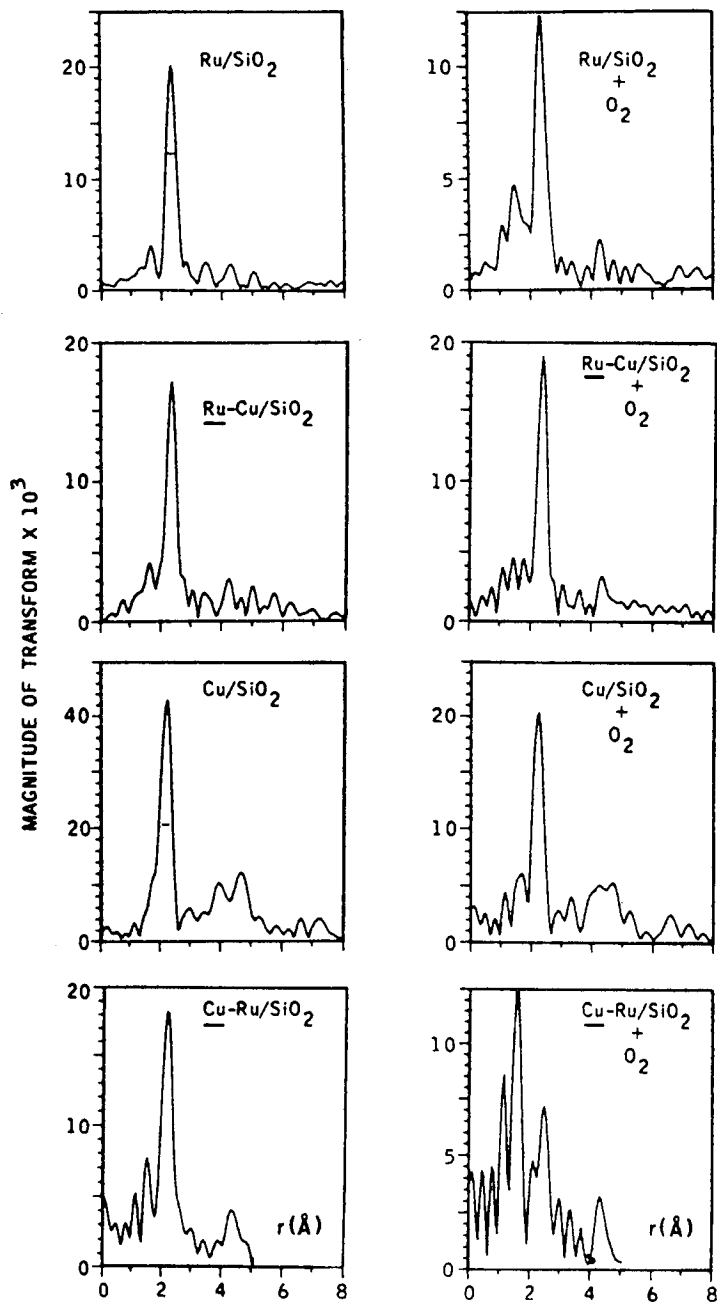 Ru/SiO2
20
10
0
Ru/SiO2
+
O2
10
5
0
Ru-Cu/SiO2
20
10
0
Ru-Cu/SiO2
+
O2
20
10
0
MAGNITUDE OF TRANSFORM X 10^3
Cu/SiO2
40
20
0
Cu/SiO2
+
O2
20
10
0
Cu-Ru/SiO2
20
10
0
r(Å)
0 2 4 6 8
Cu-Ru/SiO2
+
O2
10
5
0
r(Å)
0 2 4 6 8